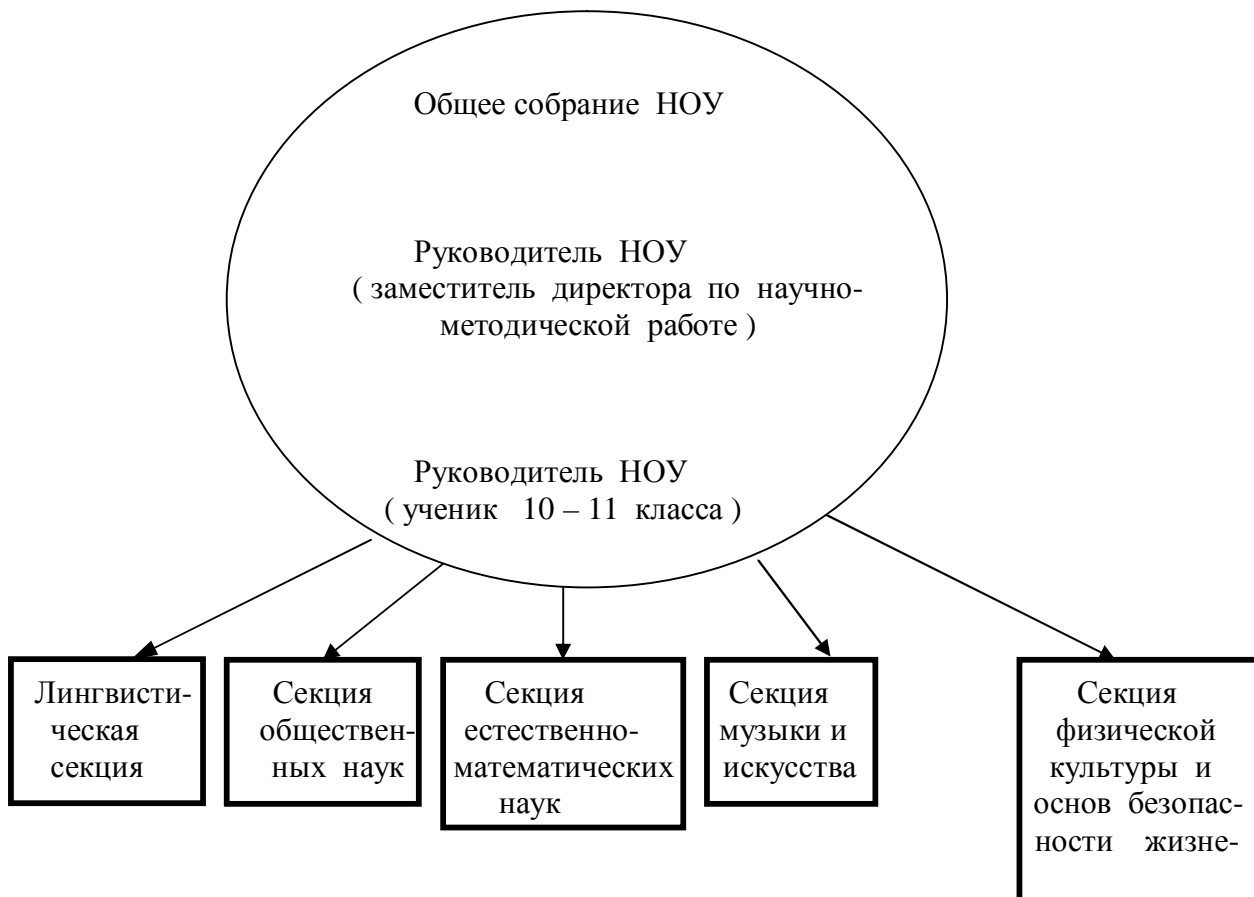 Общее собрание НОУ
Руководитель НОУ
( заместитель директора по научно-
методической работе )
Руководитель НОУ
( ученик 10 – 11 класса )
Лингвисти-
ческая
секция
Секция
обществен-
ных наук
Секция
естественно-
математических
наук
Секция
музыки и
искусства
Секция
физической
культуры и
основ безопас-
ности жизне-